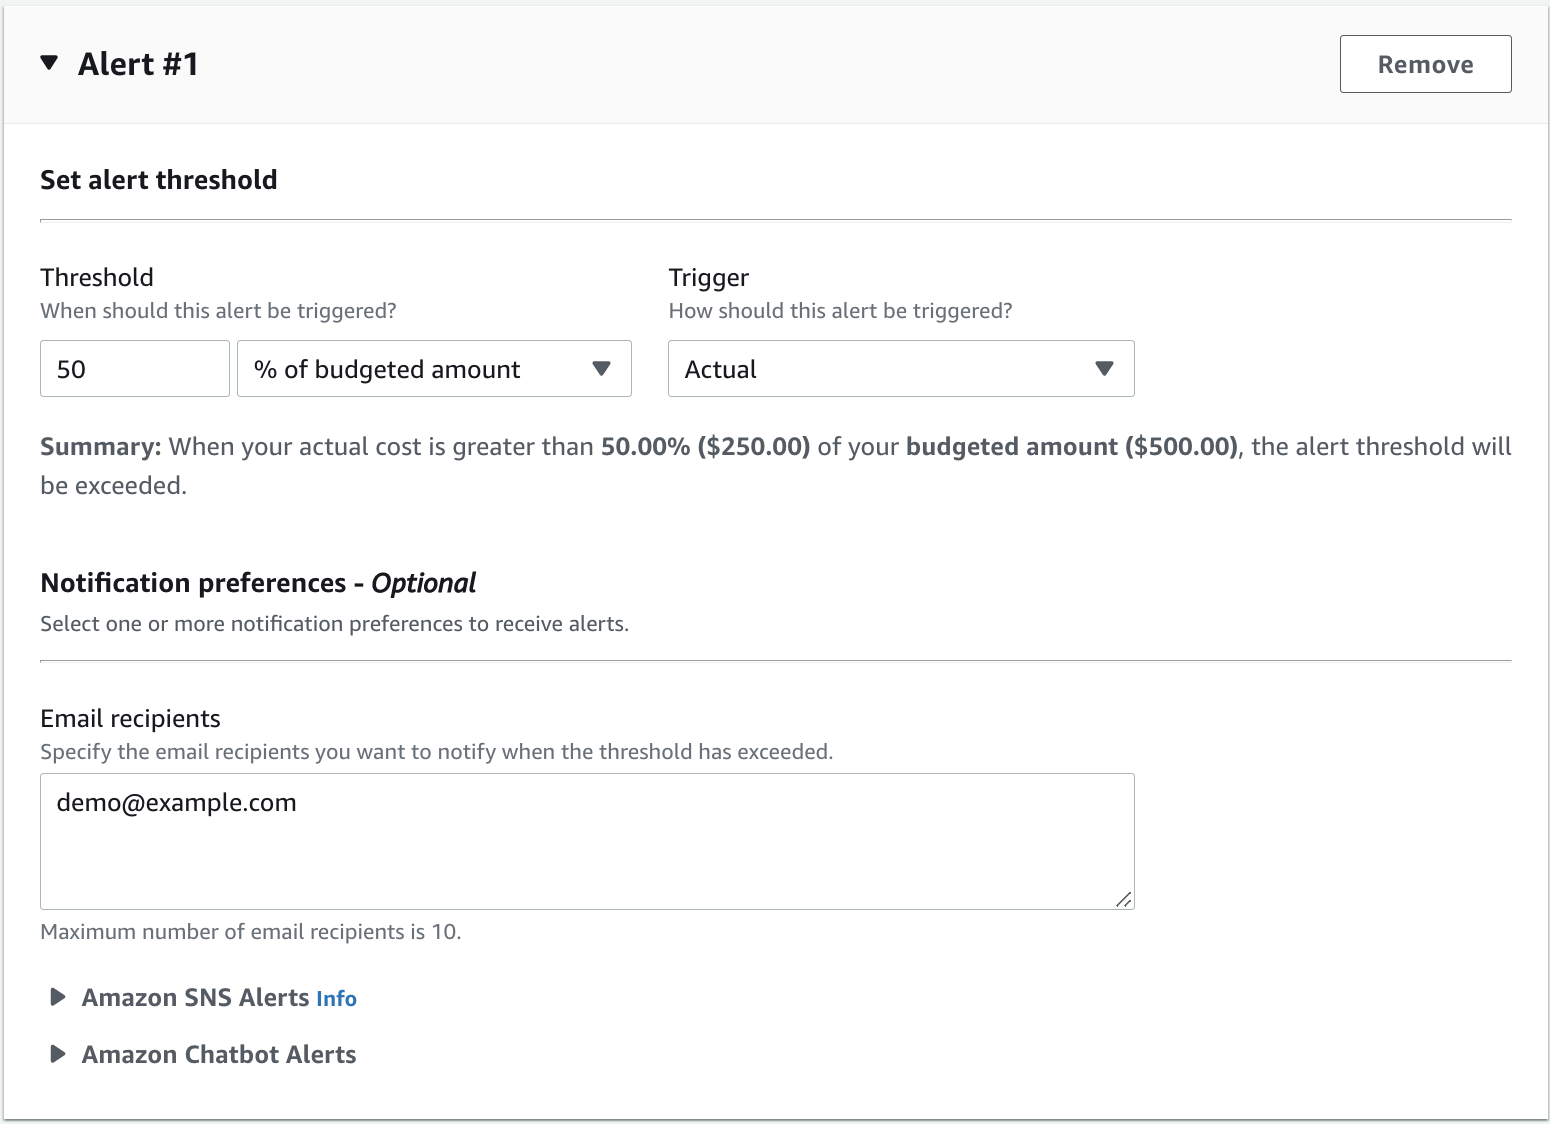 Alert #1
Remove
Set alert threshold
Threshold
When should this alert be triggered?
Trigger
How should this alert be triggered?
50
% of budgeted amount
Actual
Summary: When your actual cost is greater than 50.00% ($250.00) of your budgeted amount ($500.00), the alert threshold will
be exceeded.
Notification preferences - Optional
Select one or more notification preferences to receive alerts.
Email recipients
Specify the email recipients you want to notify when the threshold has exceeded.
demo@example.com
Maximum number of email recipients is 10.
Amazon SNS Alerts Info
Amazon Chatbot Alerts